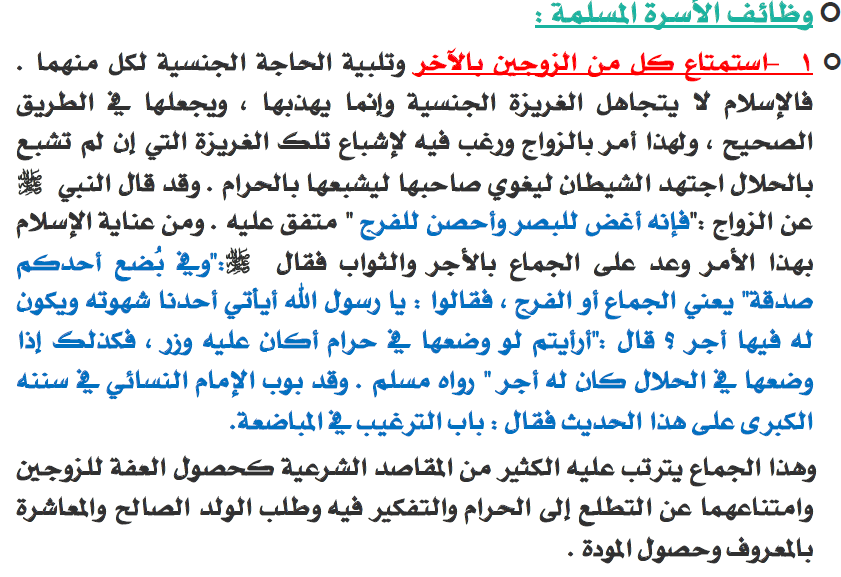 وظائف الأسرة المسلمة :
١ -استمتاع كل من الزوجين بالآخر وتلبية الحاجة الجنسية لكل منهما .
فالإسلام لا يتجاهل الغريزة الجنسية وإنما يهذبها ، ويجعلها في الطريق
الصحيح ، ولهذا أمر بالزواج ورغب فيه لإشباع تلك الغريزة التي إن لم تشبع
بالحلال اجتهد الشيطان ليغوي صاحبها ليشبعها بالحرام . وقد قال النبي ﷺ
عن الزواج :"فإنه أغض للبصر وأحصن للفرج " متفق عليه . ومن عناية الإسلام
بهذا الأمر وعد على الجماع بالأجر والثواب فقال ﷺ:"وفي بُضع أحدكم
صدقة" يعني الجماع أو الفرج ، فقالوا : يا رسول الله أيأتي أحدنا شهوته ويكون
له فيها أجر ؟ قال :"أرأيتم لو وضعها في حرام أكان عليه وزر ، فكذلك إذا
وضعها في الحلال كان له أجر " رواه مسلم . وقد بوب الإمام النسائي في سننه
الكبرى على هذا الحديث فقال : باب الترغيب في المباضعة.
وهذا الجماع يترتب عليه الكثير من المقاصد الشرعية كحصول العفة للزوجين
وامتناعهما عن التطلع إلى الحرام والتفكير فيه وطلب الولد الصالح والمعاشرة
بالمعروف وحصول المودة .